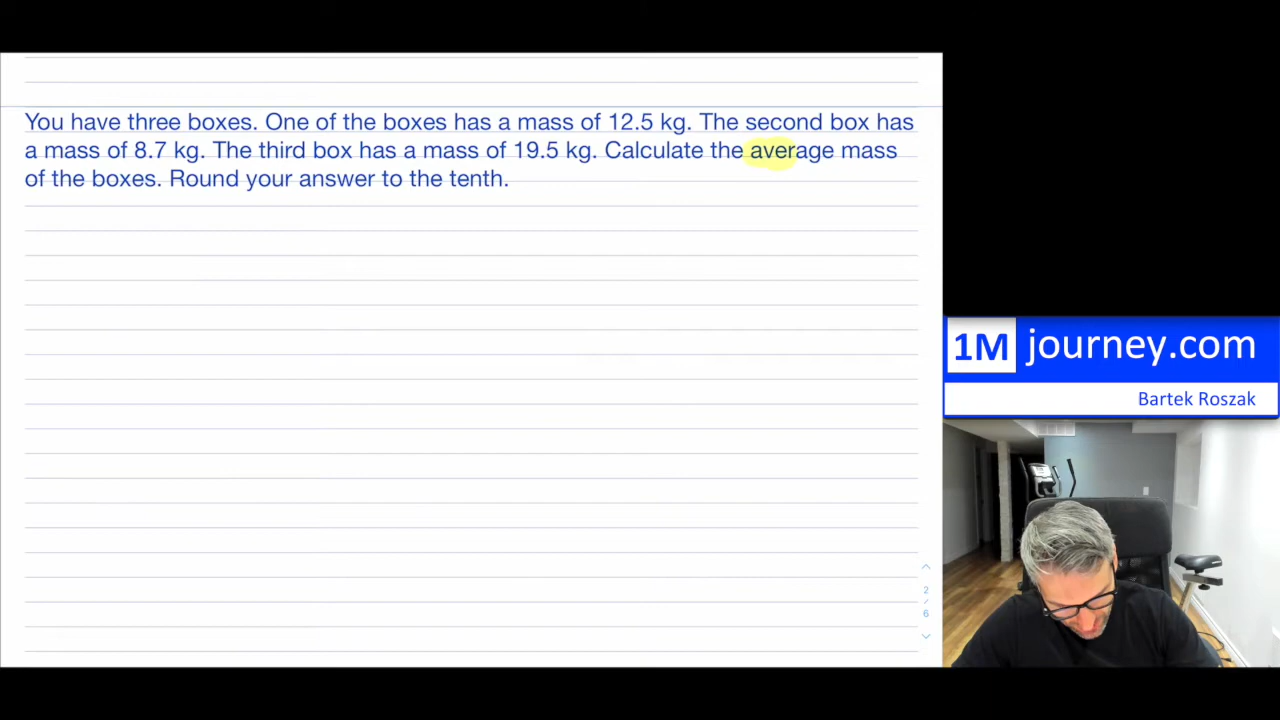 You have three boxes. One of the boxes has a mass of 12.5 kg. The second box has
a mass of 8.7 kg. The third box has a mass of 19.5 kg. Calculate the average mass
of the boxes. Round your answer to the tenth.
1M journey.com
Bartek Roszak
2
/
6